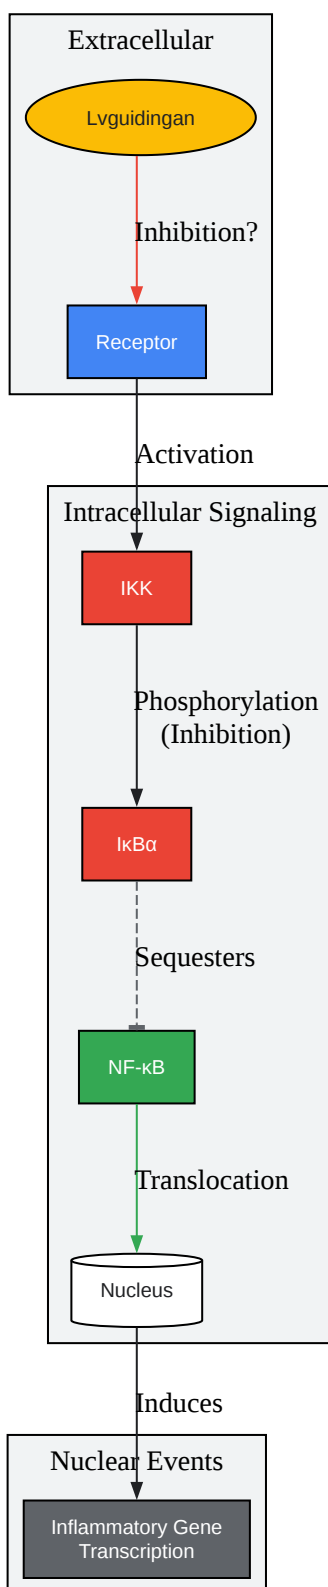 Extracellular
Lvguidingan
Inhibition?
Receptor
Activation
Intracellular Signaling
IKK
Phosphorylation
(Inhibition)
IκBα
Sequesters
NF-κB
Translocation
Nucleus
Induces
Nuclear Events
Inflammatory Gene
Transcription